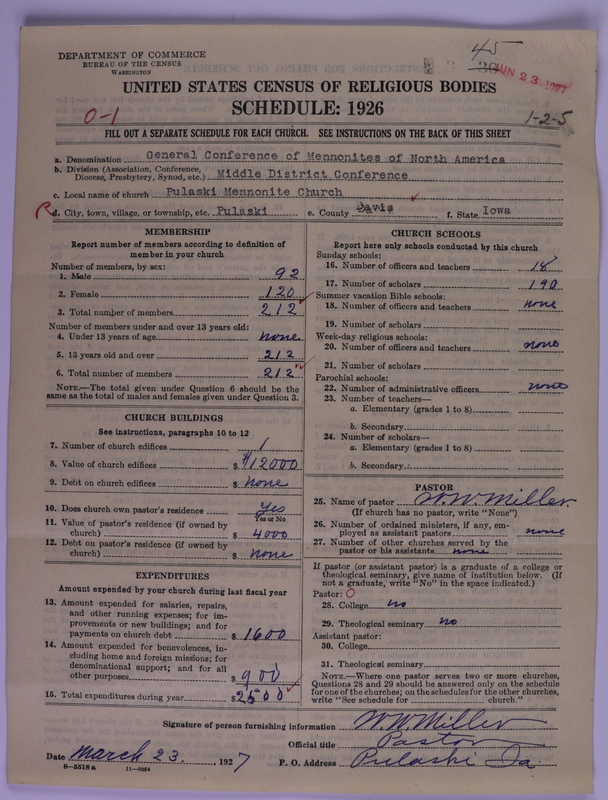 45
DEPARTMENT OF COMMERCE
BUREAU OF THE CENSUS
WASHINGTON
JUN 23 1927
UNITED STATES CENSUS OF RELIGIOUS BODIES
SCHEDULE: 1926
0-1
1-2-5
FILL OUT A SEPARATE SCHEDULE FOR EACH CHURCH. SEE INSTRUCTIONS ON THE BACK OF THIS SHEET
a. Denomination General Conference of Mennonites of North America
b. Division (Association, Conference, Diocese, Presbytery, Synod, etc.) Middle District Conference
c. Local name of church Pulaski Mennonite Church
d. City, town, village, or township, etc. Pulaski e. County Davis f. State Iowa
MEMBERSHIP
Report number of members according to definition of
member in your church
Number of members, by sex:
1. Male 92
2. Female 120
3. Total number of members 212
Number of members under and over 13 years old:
4. Under 13 years of age none
5. 13 years old and over 212
6. Total number of members 212
NOTE.—The total given under Question 6 should be
same as the total of males and females given under Question 3.
CHURCH BUILDINGS
See instructions, paragraphs 10 to 12
7. Number of church edifices 1
8. Value of church edifices $ $12000
9. Debt on church edifices $ none
10. Does church own pastor's residence yes
Yes or No
11. Value of pastor's residence (if owned by
church) $ 4000
12. Debt on pastor's residence (if owned by
church) $ none
EXPENDITURES
Amount expended by your church during last fiscal year
13. Amount expended for salaries, repairs,
and other running expenses; for im-
provements or new buildings; and for
payments on church debt $ 1600
14. Amount expended for benevolences, in-
cluding home and foreign missions; for
denominational support; and for all
other purposes $ 900
15. Total expenditures during year $ 2500
CHURCH SCHOOLS
Report here only schools conducted by this church
Sunday schools:
16. Number of officers and teachers 18
17. Number of scholars 190
Summer vacation Bible schools:
18. Number of officers and teachers none
19. Number of scholars
Week-day religious schools:
20. Number of officers and teachers none
21. Number of scholars
Parochial schools:
22. Number of administrative officers none
23. Number of teachers—
a. Elementary (grades 1 to 8)
b. Secondary
24. Number of scholars—
a. Elementary (grades 1 to 8)
b. Secondary
PASTOR
25. Name of pastor W. W. Miller
(If church has no pastor, write "None")
26. Number of ordained ministers, if any, em-
ployed as assistant pastors none
27. Number of other churches served by the
pastor or his assistants none
If pastor (or assistant pastor) is a graduate of a college or
theological seminary, give name of institution below. (If
not a graduate, write "No" in the space indicated.)
Pastor: O
28. College no
29. Theological seminary no
Assistant pastor:
30. College
31. Theological seminary
NOTE.—Where one pastor serves two or more churches,
Questions 28 and 29 should be answered only on the schedule
for one of the churches; on the schedules for the other churches,
write "See schedule for church."
Signature of person furnishing information W. W. Miller
Official title Pastor
Date March 23, 1927 P. O. Address Pulaski Ia
8—5518 a 11—9084